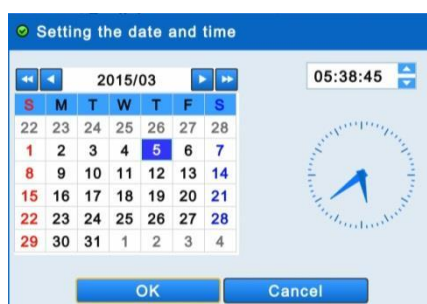 Setting the date and time
2015/03
05:38:45
S M T W T F S
22 23 24 25 26 27 28
1 2 3 4 5 6 7
8 9 10 11 12 13 14
15 16 17 18 19 20 21
22 23 24 25 26 27 28
29 30 31 1 2 3 4
OK
Cancel